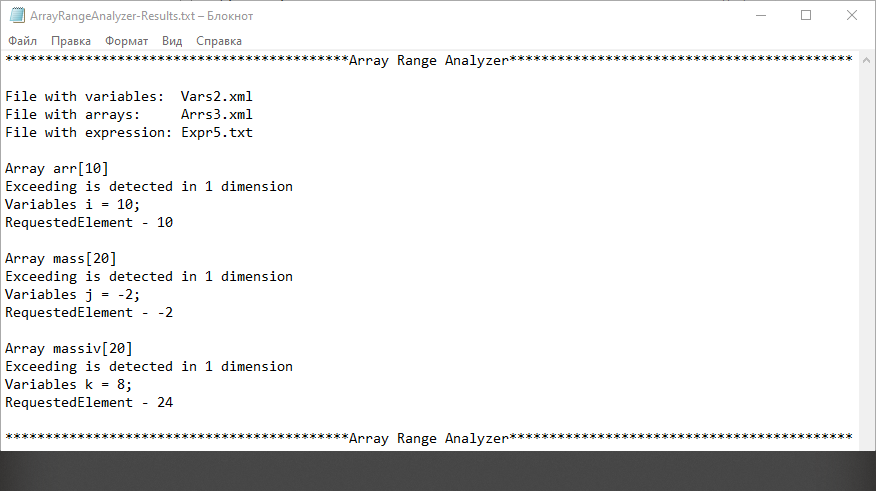 ArrayRangeAnalyzer-Results.txt – Блокнот
Файл Правка Формат Вид Справка
*******************************************Array Range Analyzer*******************************************
File with variables:  Vars2.xml
File with arrays:     Arrs3.xml
File with expression: Expr5.txt
Array arr[10]
Exceeding is detected in 1 dimension
Variables i = 10;
RequestedElement - 10
Array mass[20]
Exceeding is detected in 1 dimension
Variables j = -2;
RequestedElement - -2
Array massiv[20]
Exceeding is detected in 1 dimension
Variables k = 8;
RequestedElement - 24
*******************************************Array Range Analyzer*******************************************